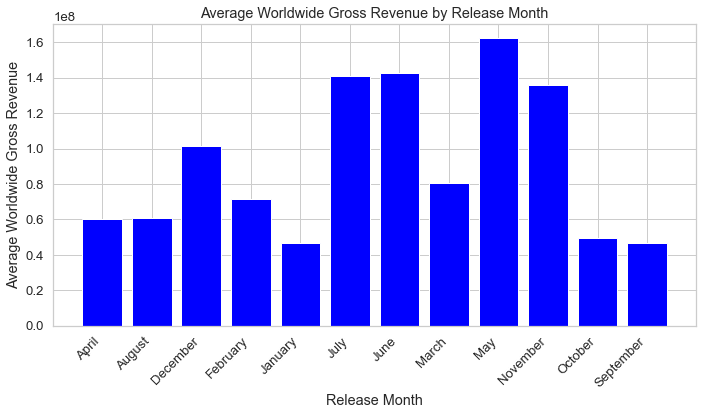 Average Worldwide Gross Revenue by Release Month
1e8
1.6
1.4
1.2
1.0
0.8
0.6
0.4
0.2
0.0
Average Worldwide Gross Revenue
April
August
December
February
January
July
June
March
May
November
October
September
Release Month